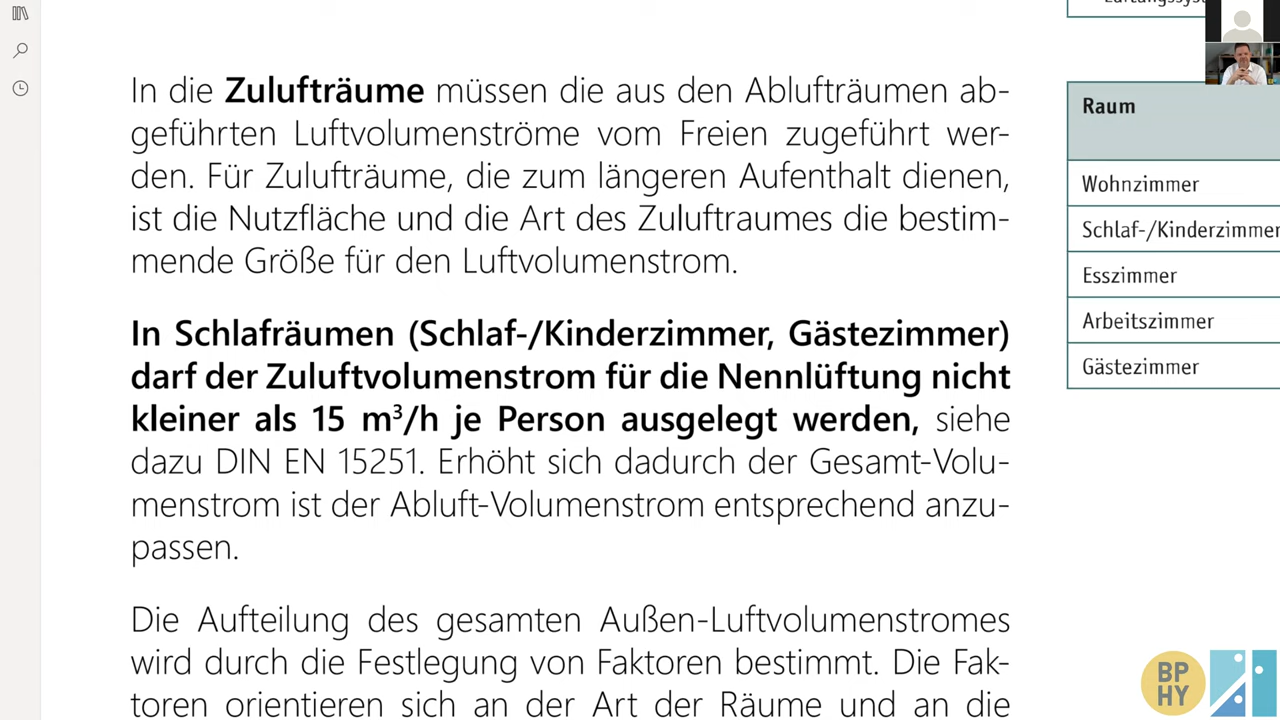 In die Zulufträume müssen die aus den Ablufträumen ab-
geführten Luftvolumenströme vom Freien zugeführt wer-
den. Für Zulufträume, die zum längeren Aufenthalt dienen,
ist die Nutzfläche und die Art des Zuluftraumes die bestim-
mende Größe für den Luftvolumenstrom.
In Schlafräumen (Schlaf-/Kinderzimmer, Gästezimmer)
darf der Zuluftvolumenstrom für die Nennlüftung nicht
kleiner als 15 m³/h je Person ausgelegt werden, siehe
dazu DIN EN 15251. Erhöht sich dadurch der Gesamt-Volu-
menstrom ist der Abluft-Volumenstrom entsprechend anzu-
passen.
Die Aufteilung des gesamten Außen-Luftvolumenstromes
wird durch die Festlegung von Faktoren bestimmt. Die Fak-
toren orientieren sich an der Art der Räume und an die
Raum
Wohnzimmer
Schlaf-/Kinderzimmer
Esszimmer
Arbeitszimmer
Gästezimmer
BP
HY